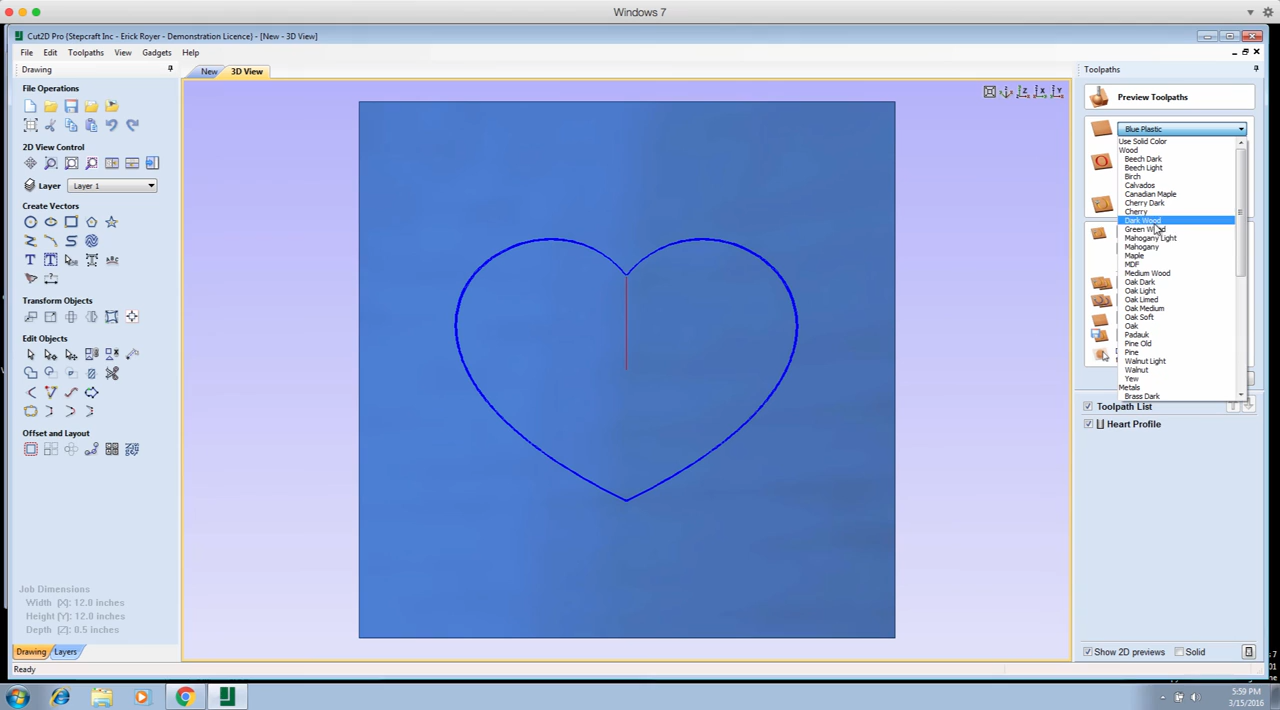 Windows 7
Cut2D Pro {Stepcraft Inc - Erick Royer - Demonstration Licence} - [New - 3D View]
File Edit Toolpaths View Gadgets Help
Drawing
File Operations
2D View Control
Layer Layer 1
Create Vectors
Transform Objects
Edit Objects
Offset and Layout
Job Dimensions
Width [X]: 12.0 inches
Height [Y]: 12.0 inches
Depth [Z]: 0.5 inches
Drawing Layers
Ready
New 3D View
Toolpaths
Preview Toolpaths
Blue Plastic
Use Solid Color
Wood
Beech Dark
Beech Light
Birch
Calvados
Canadian Maple
Cherry Dark
Cherry
Dark Wood
Green Wood
Mahogany Light
Mahogany
Maple
MDF
Medium Wood
Oak Dark
Oak Light
Oak Limed
Oak Medium
Oak Soft
Oak
Padauk
Pine Old
Pine
Walnut Light
Walnut
Yew
Metals
Brass Dark
Toolpath List
Heart Profile
Show 2D previews Solid
5:59 PM
3/15/2016